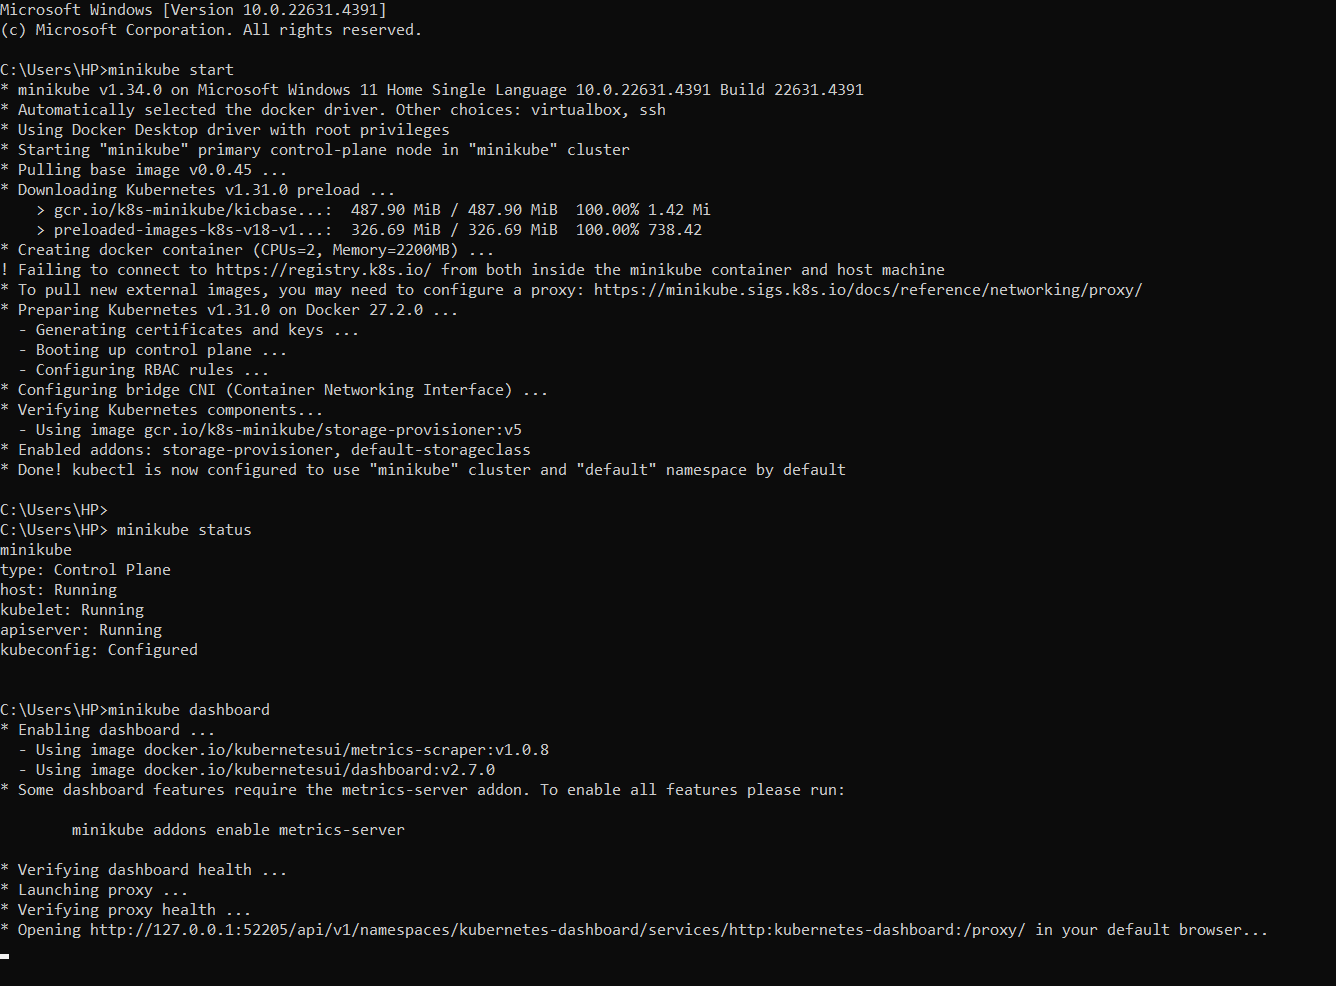 Microsoft Windows [Version 10.0.22631.4391]
(c) Microsoft Corporation. All rights reserved.
C:\Users\HP>minikube start
* minikube v1.34.0 on Microsoft Windows 11 Home Single Language 10.0.22631.4391 Build 22631.4391
* Automatically selected the docker driver. Other choices: virtualbox, ssh
* Using Docker Desktop driver with root privileges
* Starting "minikube" primary control-plane node in "minikube" cluster
* Pulling base image v0.0.45 ...
* Downloading Kubernetes v1.31.0 preload ...
    > gcr.io/k8s-minikube/kicbase...:  487.90 MiB / 487.90 MiB  100.00% 1.42 Mi
    > preloaded-images-k8s-v18-v1...:  326.69 MiB / 326.69 MiB  100.00% 738.42
* Creating docker container (CPUs=2, Memory=2200MB) ...
! Failing to connect to https://registry.k8s.io/ from both inside the minikube container and host machine
* To pull new external images, you may need to configure a proxy: https://minikube.sigs.k8s.io/docs/reference/networking/proxy/
* Preparing Kubernetes v1.31.0 on Docker 27.2.0 ...
  - Generating certificates and keys ...
  - Booting up control plane ...
  - Configuring RBAC rules ...
* Configuring bridge CNI (Container Networking Interface) ...
* Verifying Kubernetes components...
  - Using image gcr.io/k8s-minikube/storage-provisioner:v5
* Enabled addons: storage-provisioner, default-storageclass
* Done! kubectl is now configured to use "minikube" cluster and "default" namespace by default
C:\Users\HP>
C:\Users\HP> minikube status
minikube
type: Control Plane
host: Running
kubelet: Running
apiserver: Running
kubeconfig: Configured
C:\Users\HP>minikube dashboard
* Enabling dashboard ...
  - Using image docker.io/kubernetesui/metrics-scraper:v1.0.8
  - Using image docker.io/kubernetesui/dashboard:v2.7.0
* Some dashboard features require the metrics-server addon. To enable all features please run:
        minikube addons enable metrics-server
* Verifying dashboard health ...
* Launching proxy ...
* Verifying proxy health ...
* Opening http://127.0.0.1:52205/api/v1/namespaces/kubernetes-dashboard/services/http:kubernetes-dashboard:/proxy/ in your default browser...